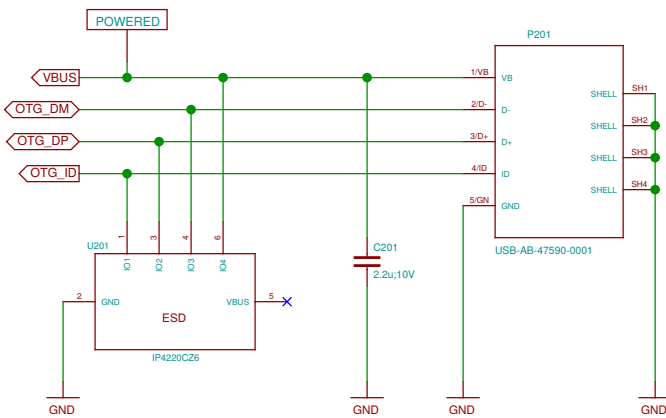 POWERED
P201
VBUS
1/VB
VB
SHELL
SH1
OTG_DM
2/D-
D-
SHELL
SH2
OTG_DP
3/D+
D+
SHELL
SH3
OTG_ID
4/ID
ID
SHELL
SH4
5/GN
GND
USB-AB-47590-0001
U201
1
3
4
6
IO1
IO2
IO3
IO4
2
GND
VBUS
5
ESD
IP4220CZ6
C201
2.2u;10V
GND
GND
GND
GND